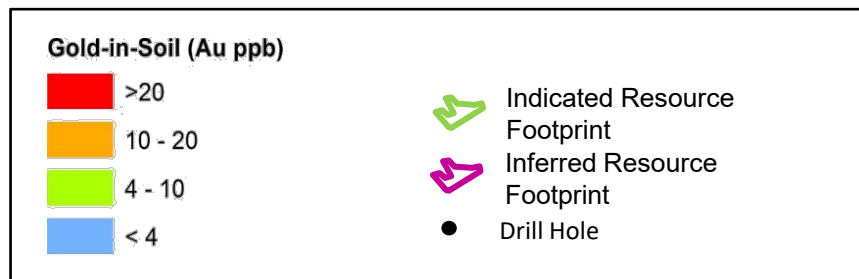 Gold-in-Soil (Au ppb)
>20
10 - 20
4 - 10
< 4
Indicated Resource
Footprint
Inferred Resource
Footprint
Drill Hole